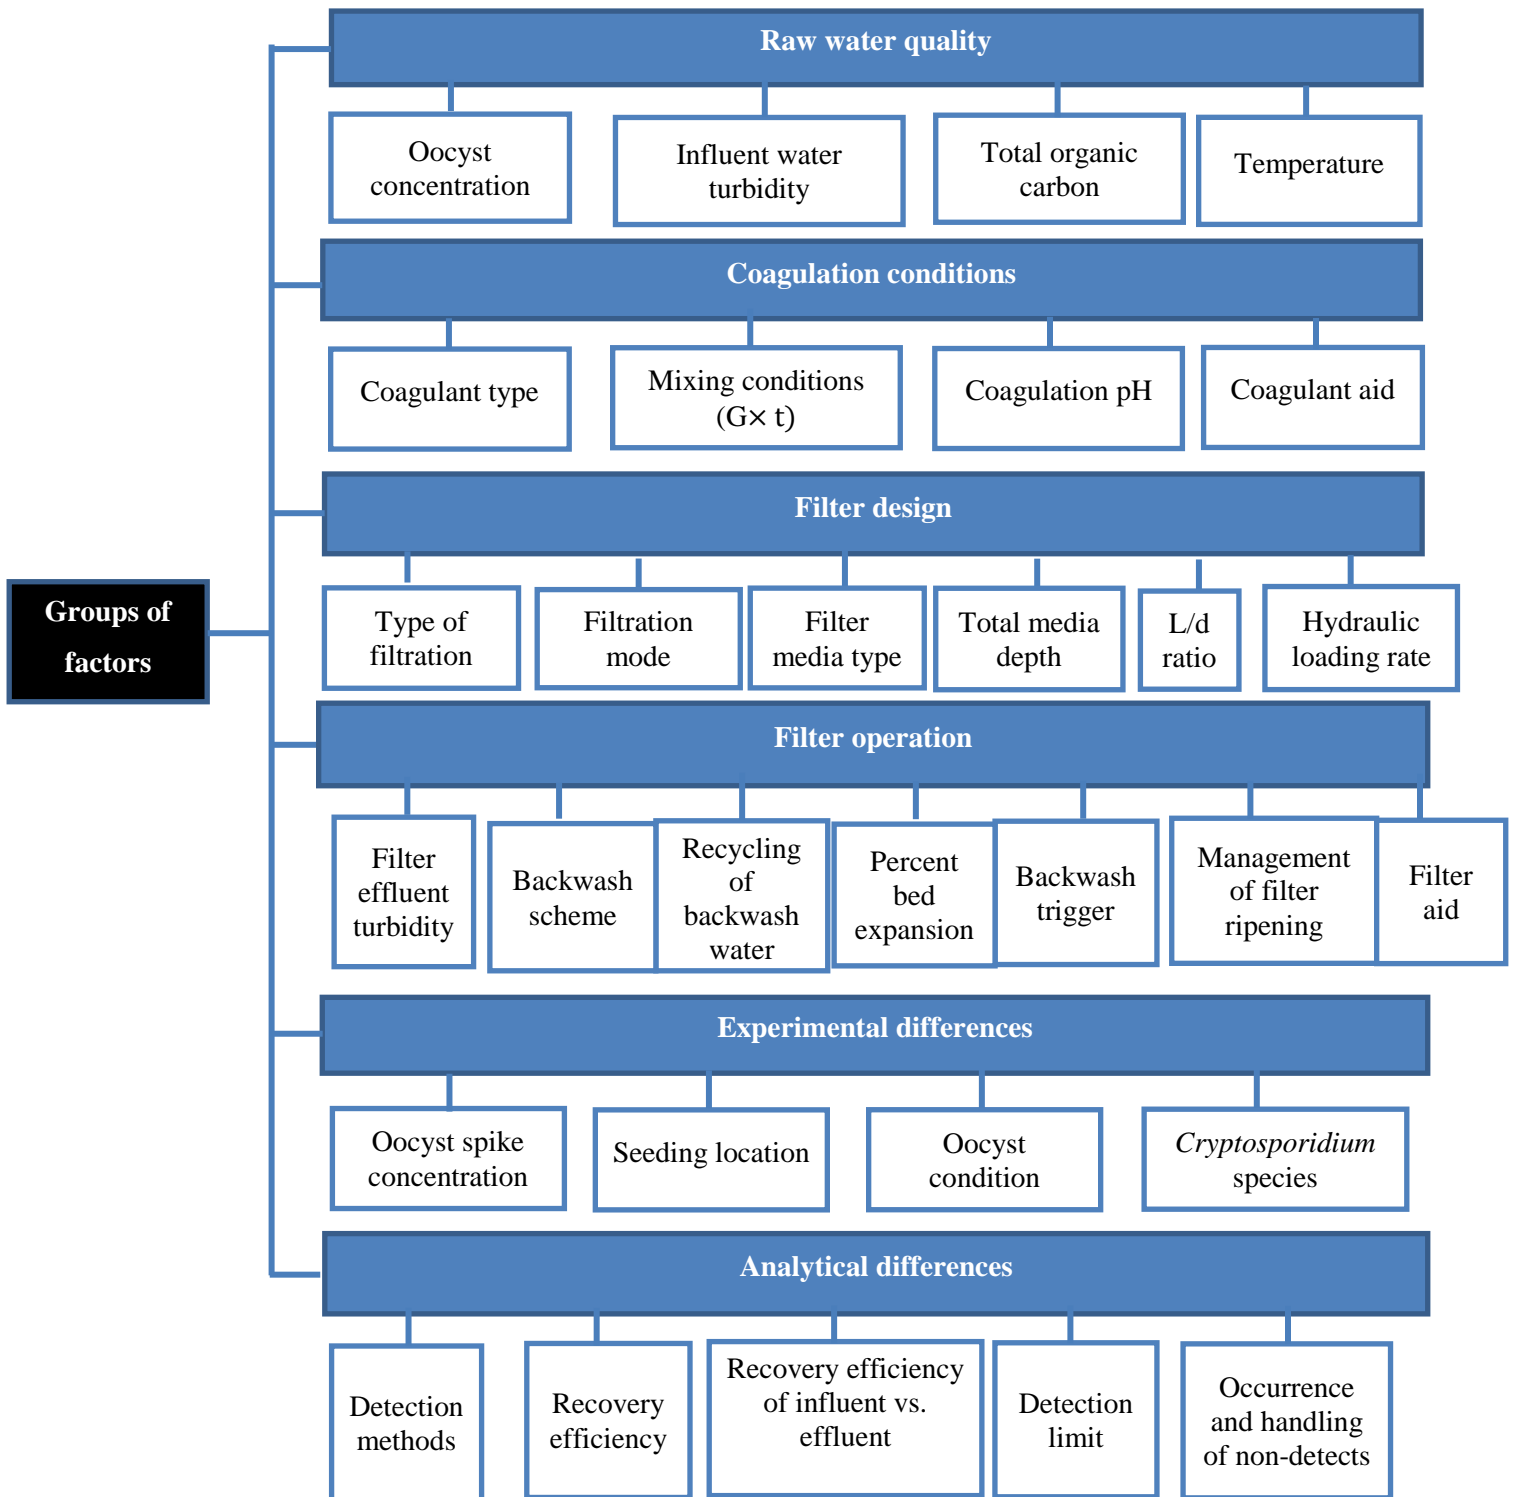 Raw water quality
Oocyst
concentration
Influent water
turbidity
Total organic
carbon
Temperature
Coagulation conditions
Coagulant type
Mixing conditions
(G× t)
Coagulation pH
Coagulant aid
Filter design
Groups of
factors
Type of
filtration
Filtration
mode
Filter
media type
Total media
depth
L/d
ratio
Hydraulic
loading rate
Filter operation
Filter
effluent
turbidity
Backwash
scheme
Recycling
of
backwash
water
Percent
bed
expansion
Backwash
trigger
Management
of filter
ripening
Filter
aid
Experimental differences
Oocyst spike
concentration
Seeding location
Oocyst
condition
Cryptosporidium
species
Analytical differences
Detection
methods
Recovery
efficiency
Recovery efficiency
of influent vs.
effluent
Detection
limit
Occurrence
and handling
of non-detects